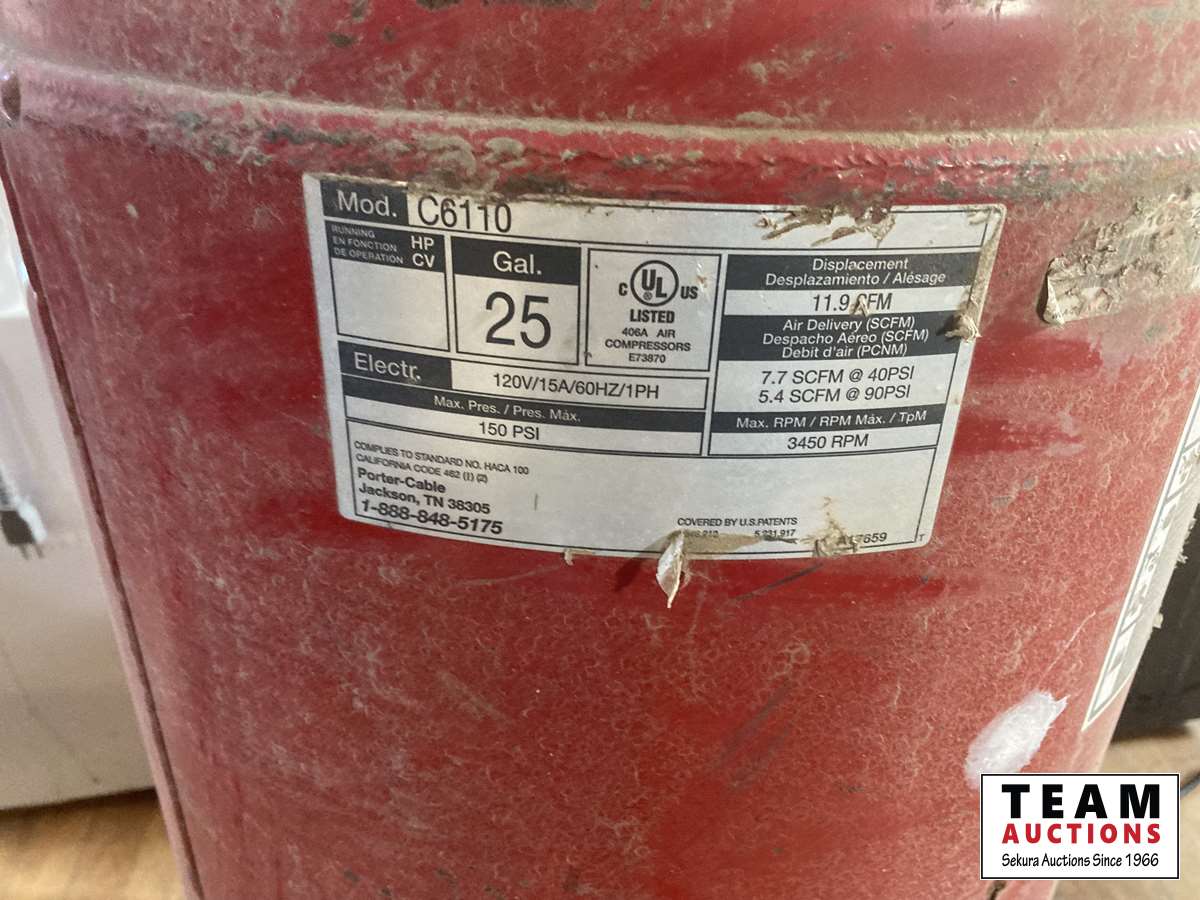 Mod. C6110
RUNNING
EN FONCTION
DE OPERATION
HP
CV
Gal.
25
C UL US
®
LISTED
406A AIR
COMPRESSORS
E73870
Displacement
Desplazamiento / Alésage
11.9 CFM
Air Delivery (SCFM)
Despacho Aéreo (SCFM)
Debit d'air (PCNM)
7.7 SCFM @ 40PSI
5.4 SCFM @ 90PSI
Electr. 120V/15A/60HZ/1PH
Max. Pres. / Pres. Máx.
150 PSI
Max. RPM / RPM Máx. / TpM
3450 RPM
COMPLIES TO STANDARD NO. HACA 100
CALIFORNIA CODE 462 (l) (2)
Porter-Cable
Jackson, TN 38305
1-888-848-5175
COVERED BY U.S.PATENTS
T
TEAM
AUCTIONS
Sekura Auctions Since 1966